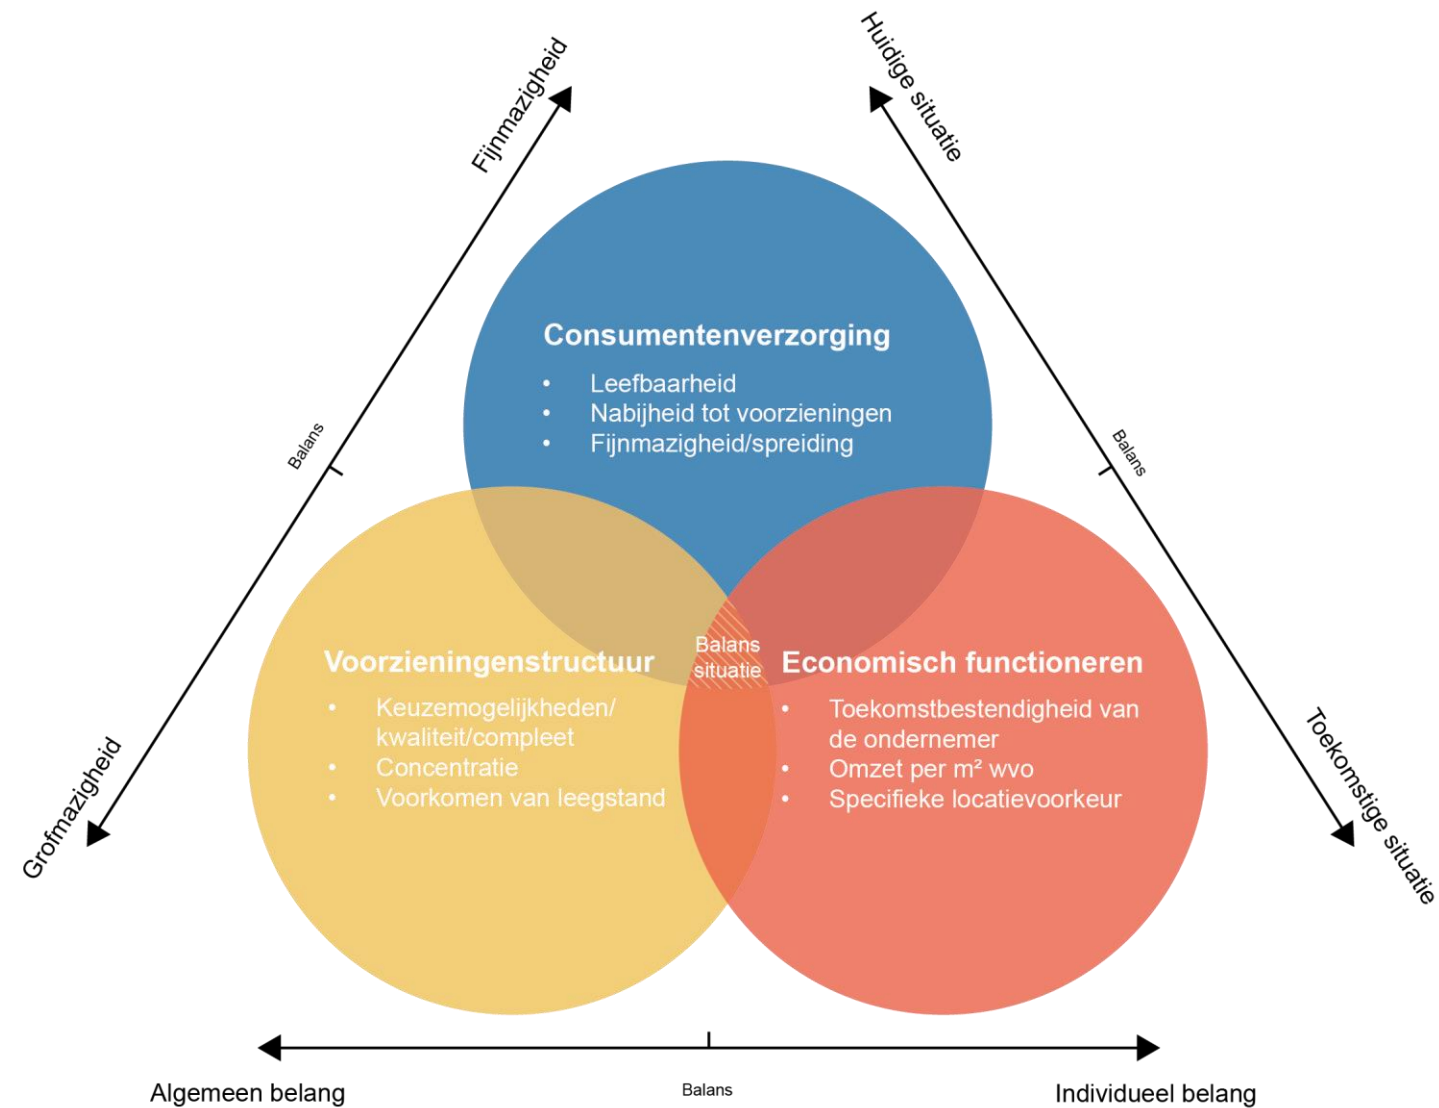 Huidige situatie
Fijnmazigheid
Consumentenverzorging
• Leefbaarheid
• Nabijheid tot voorzieningen
• Fijnmazigheid/spreiding
Balans
Balans
Balans
situatie
Voorzieningenstructuur
• Keuzemogelijkheden/
kwaliteit/compleet
• Concentratie
• Voorkomen van leegstand
Economisch functioneren
• Toekomstbestendigheid van
de ondernemer
• Omzet per m² wvo
• Specifieke locatievoorkeur
Grofmazigheid
Toekomstige situatie
Algemeen belang
Balans
Individueel belang